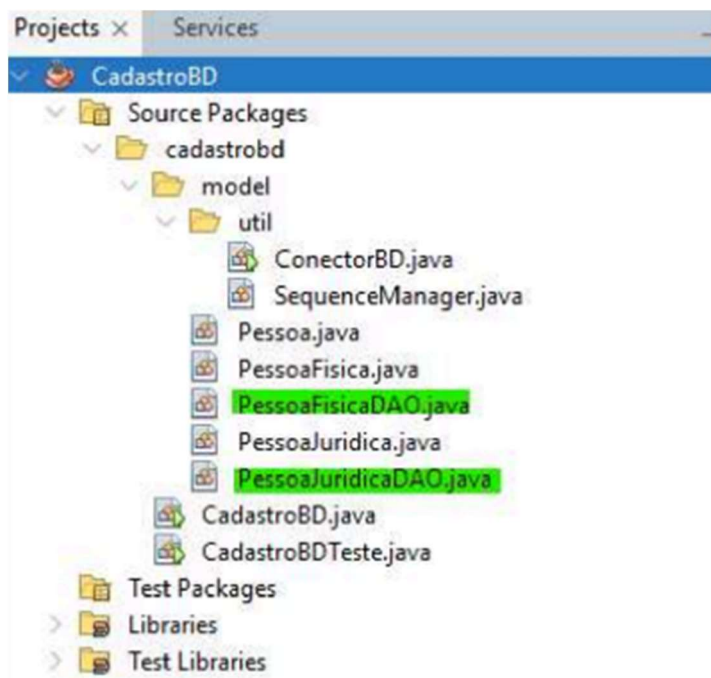 Projects × Services
CadastroBD
Source Packages
cadastrobd
model
util
ConectorBD.java
SequenceManager.java
Pessoa.java
PessoaFisica.java
PessoaFisicaDAO.java
PessoaJuridica.java
PessoaJuridicaDAO.java
CadastroBD.java
CadastroBDTeste.java
Test Packages
Libraries
Test Libraries